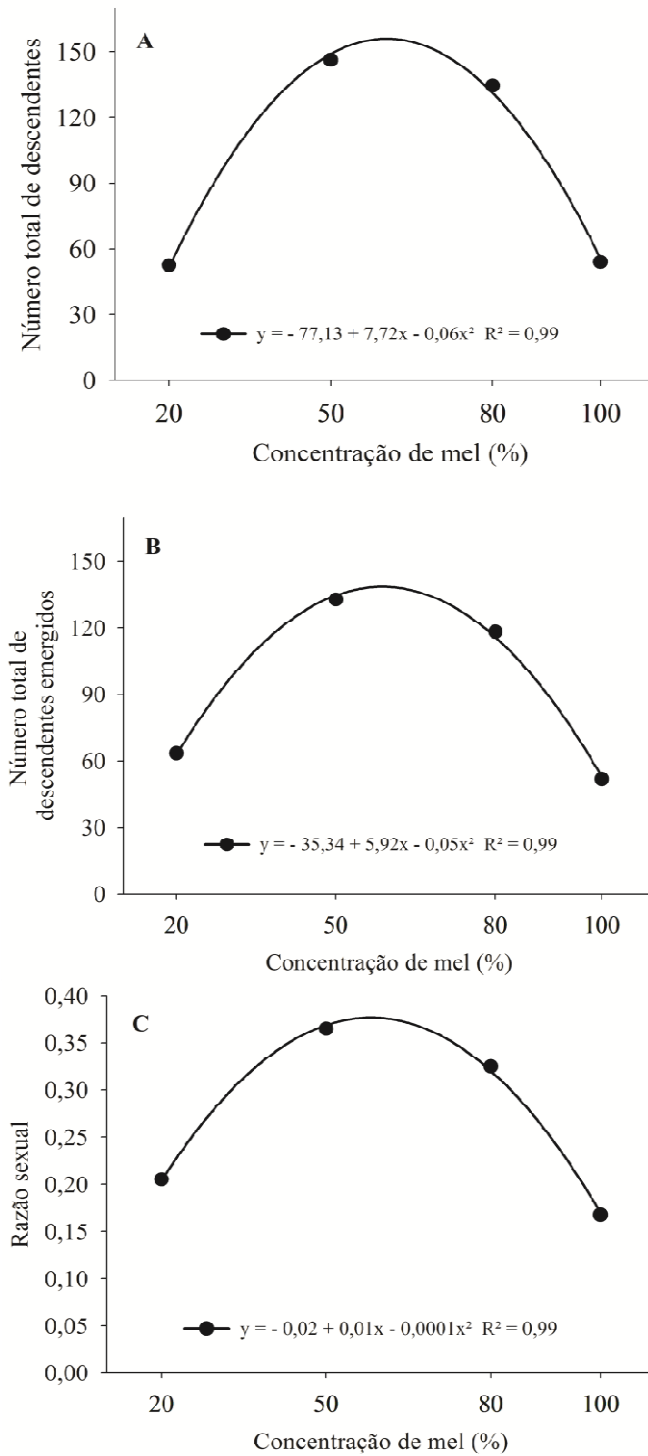 A
150
120
90
60
30
0
Número total de descendentes
y = - 77,13 + 7,72x - 0,06x² R² = 0,99
20 50 80 100
Concentração de mel (%)
B
150
120
90
60
30
0
Número total de
descendentes emergidos
y = - 35,34 + 5,92x - 0,05x² R² = 0,99
20 50 80 100
Concentração de mel (%)
C
0,40
0,35
0,30
0,25
0,20
0,15
0,10
0,05
0,00
Razão sexual
y = - 0,02 + 0,01x - 0,0001x² R² = 0,99
20 50 80 100
Concentração de mel (%)